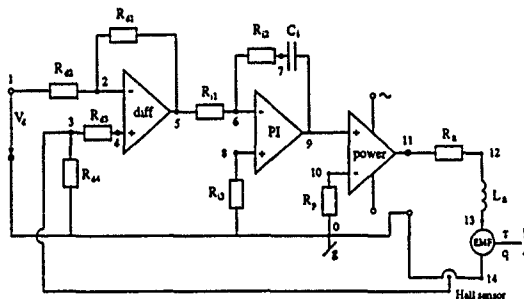 R_d1
R_i2
C_i
1
R_d2
2
7
~
V_d
diff
R_i1
6
3
R_d3
4
5
PI
9
11
R_a
12
8
power
R_d4
10
L_a
R_i3
R_p
13
0
EMF
τ
q
g
14
Hall sensor